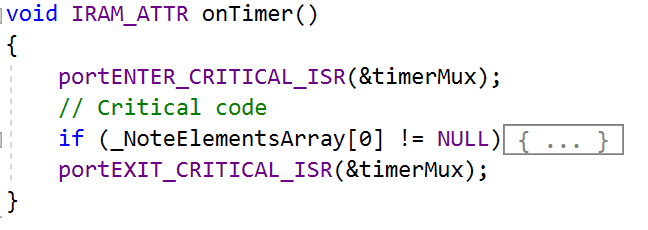 void IRAM_ATTR onTimer()
{
portENTER_CRITICAL_ISR(&timerMux);
// Critical code
if (_NoteElementsArray[0] != NULL) { ... }
portEXIT_CRITICAL_ISR(&timerMux);
}